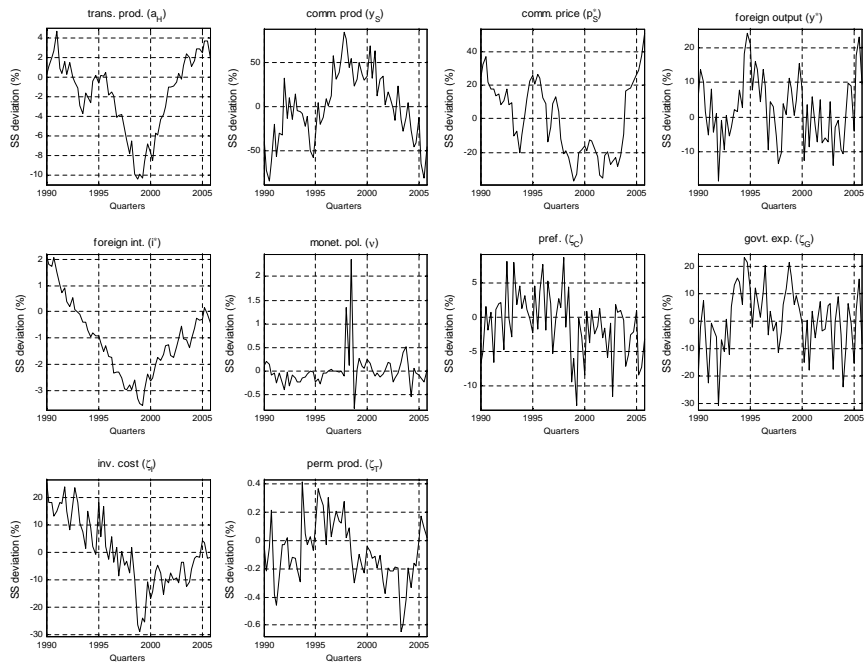 trans. prod. (a_H)
SS deviation (%)
4
2
0
-2
-4
-6
-8
-10
1990 1995 2000 2005
Quarters
comm. prod (y_S)
SS deviation (%)
50
0
-50
1990 1995 2000 2005
Quarters
comm. price (p_S*)
SS deviation (%)
40
20
0
-20
1990 1995 2000 2005
Quarters
foreign output (y*)
SS deviation (%)
20
10
0
-10
1990 1995 2000 2005
Quarters
foreign int. (i*)
SS deviation (%)
2
1
0
-1
-2
-3
1990 1995 2000 2005
Quarters
monet. pol. (ν)
SS deviation (%)
2
1.5
1
0.5
0
-0.5
1990 1995 2000 2005
Quarters
pref. (ζ_C)
SS deviation (%)
5
0
-5
-10
1990 1995 2000 2005
Quarters
govt. exp. (ζ_G)
SS deviation (%)
20
10
0
-10
-20
-30
1990 1995 2000 2005
Quarters
inv. cost (ζ_I)
SS deviation (%)
20
10
0
-10
-20
-30
1990 1995 2000 2005
Quarters
perm. prod. (ζ_T)
SS deviation (%)
0.4
0.2
0
-0.2
-0.4
-0.6
1990 1995 2000 2005
Quarters